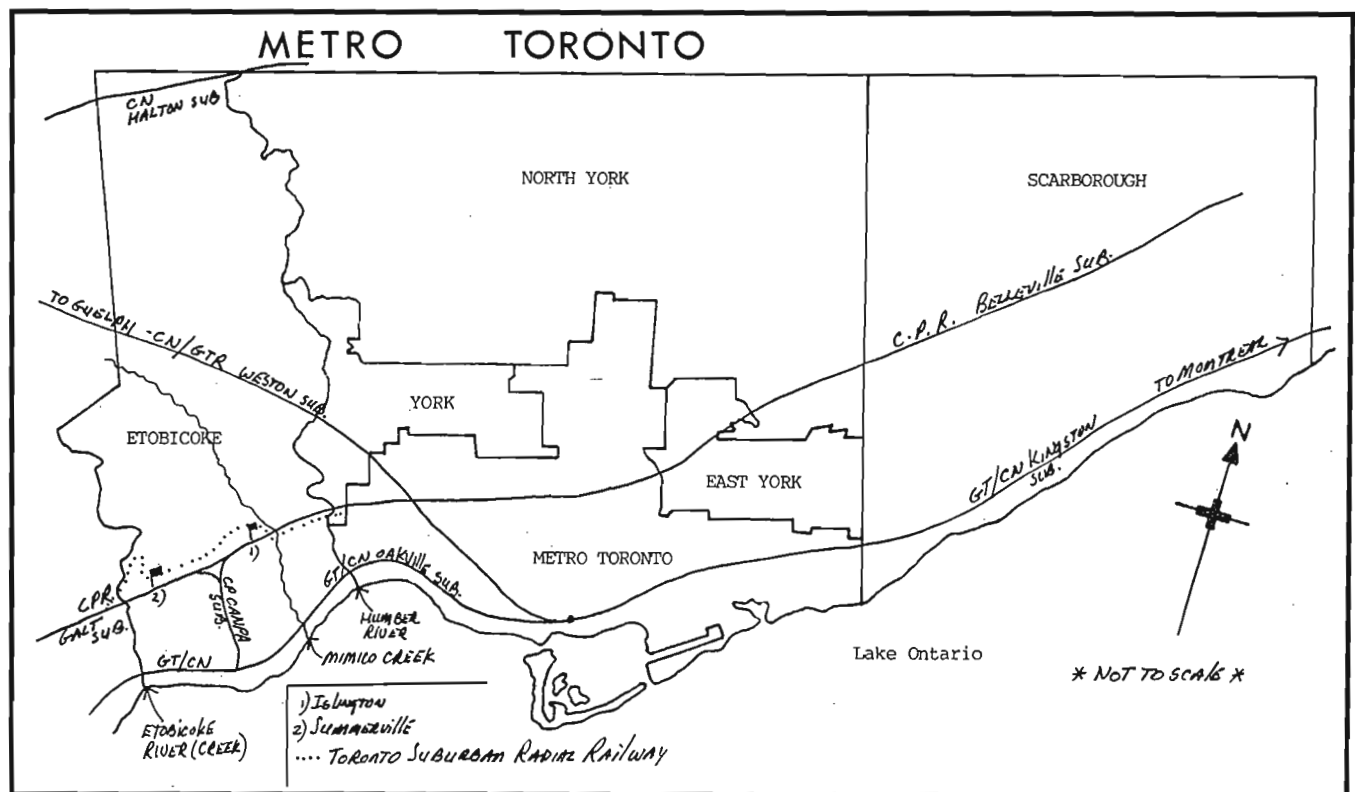 METRO TORONTO
CN
HALTON SUB
NORTH YORK
SCARBOROUGH
TO GUELPH -CN/GTR WESTON SUB.
C.P.R. BELLEVILLE SUB.
TO MONTREAL
YORK
ETOBICOKE
N
EAST YORK
GT/CN KINGSTON
SUB.
1)
METRO TORONTO
GT/CN OAKVILLE SUB.
2)
CPR.
GALT SUB.
CP CANPA
SUB.
HUMBER
RIVER
MIMICO CREEK
GT/CN
Lake Ontario
* NOT TO SCALE *
ETOBICOKE
RIVER (CREEK)
1) ISLINGTON
2) SUMMERVILLE
.... TORONTO SUBURBAN RADIAL RAILWAY